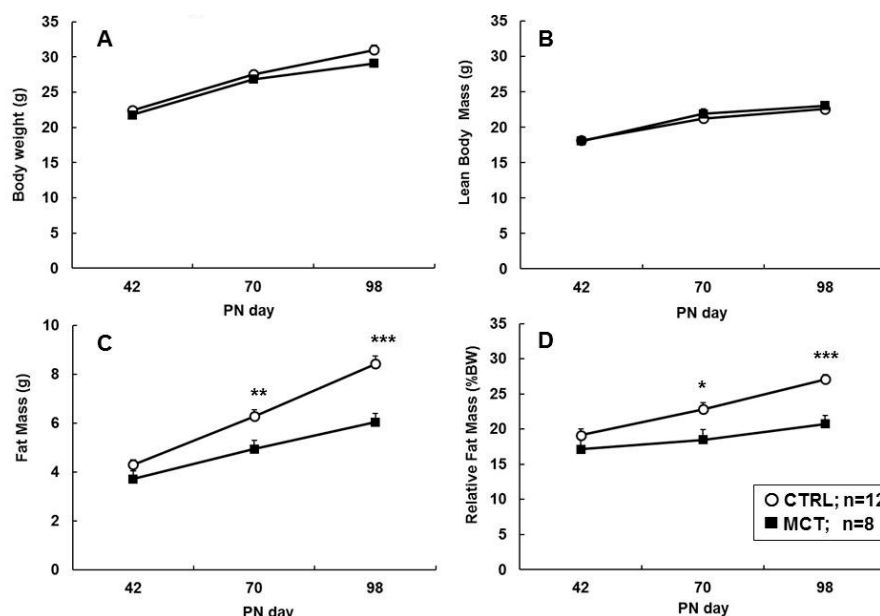 A
Body weight (g)
35
30
25
20
15
10
5
0
42 70 98
PN day
B
Lean Body Mass (g)
35
30
25
20
15
10
5
0
42 70 98
PN day
C
Fat Mass (g)
10
8
6
4
2
0
**
***
42 70 98
PN day
D
Relative Fat Mass (%BW)
35
30
25
20
15
10
5
0
*
***
42 70 98
PN day
CTRL; n=12
MCT; n=8